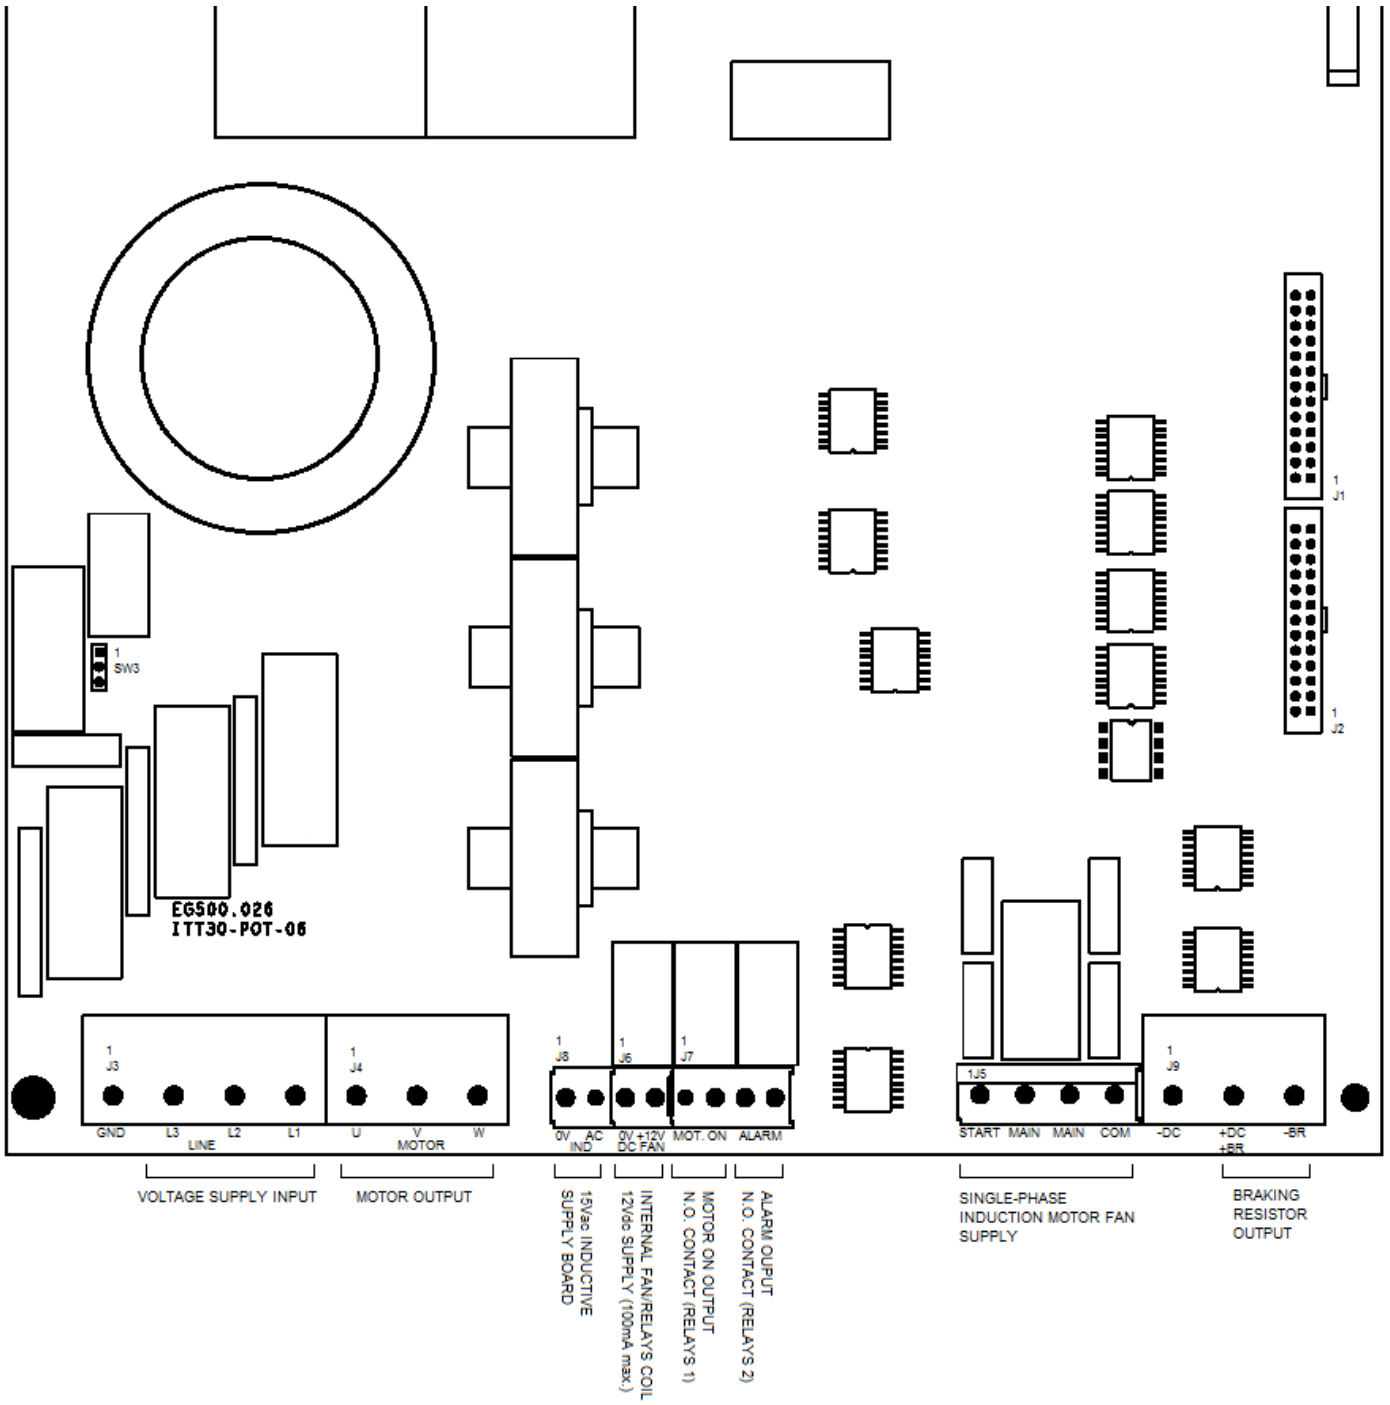 1
J1
1
SW3
1
J2
EG500.026
ITT30-POT-06
1
J3
1
J4
1
J8
1
J6
1
J7
1J5
1
J9
GND L3 L2 L1 U V W
LINE MOTOR
0V AC 0V +12V MOT. ON ALARM
IND DC FAN
START MAIN MAIN COM -DC +DC -BR
+BR
VOLTAGE SUPPLY INPUT
MOTOR OUTPUT
15Vac INDUCTIVE
SUPPLY BOARD
INTERNAL FAN/RELAYS COIL
12Vdc SUPPLY (100mA max.)
MOTOR ON OUTPUT
N.O. CONTACT (RELAYS 1)
ALARM OUPUT
N.O. CONTACT (RELAYS 2)
SINGLE-PHASE
INDUCTION MOTOR FAN
SUPPLY
BRAKING
RESISTOR
OUTPUT